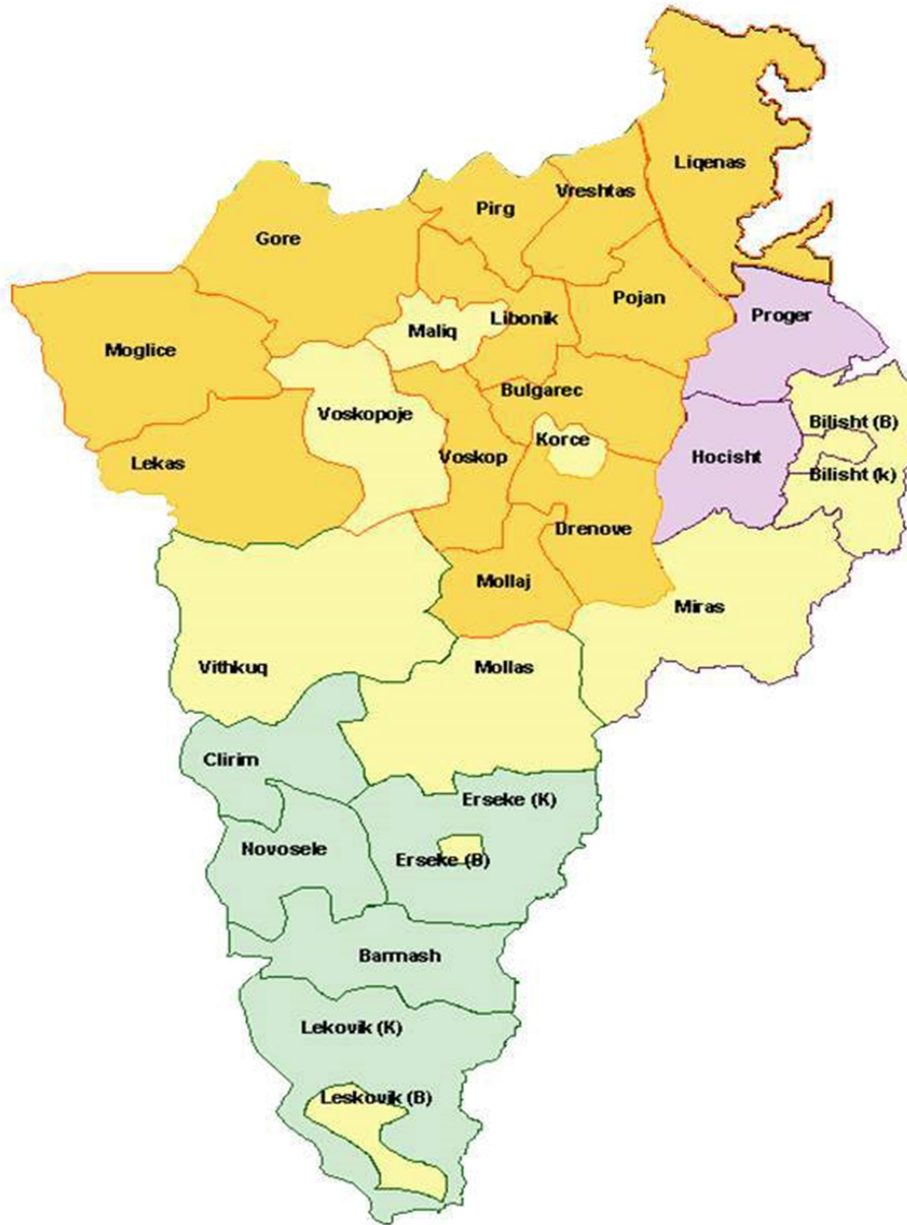 Liqenas
Vreshtas
Pirg
Gore
Pojan
Proger
Libonik
Maliq
Moglice
Bulgarec
Voskopoje
Bilisht (B)
Korce
Voskop
Hocisht
Lekas
Bilisht (k)
Drenove
Mollaj
Miras
Vithkuq
Mollas
Clirim
Erseke (K)
Novosele
Erseke (B)
Barmash
Lekovik (K)
Leskovik (B)